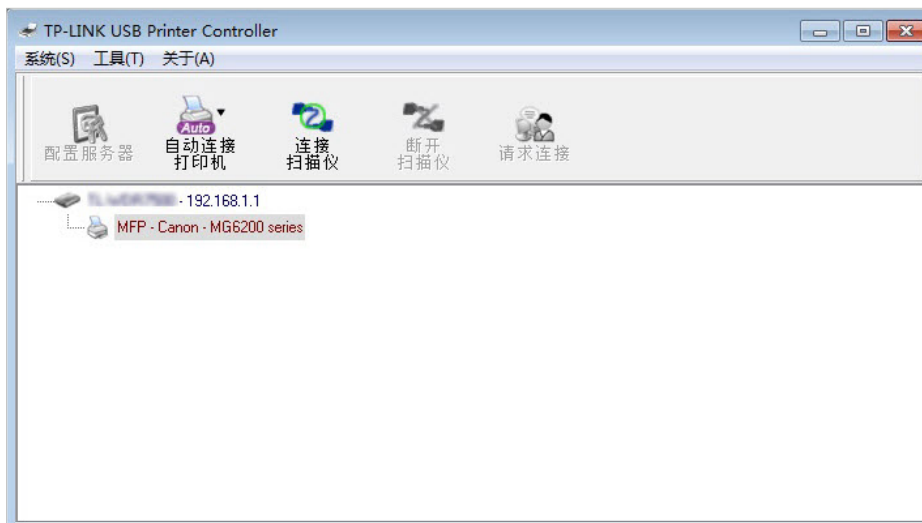 TP-LINK USB Printer Controller
系统(S) 工具(T) 关于(A)
配置服务器
Auto
自动连接
打印机
连接
扫描仪
断开
扫描仪
请求连接
- 192.168.1.1
MFP - Canon - MG6200 series